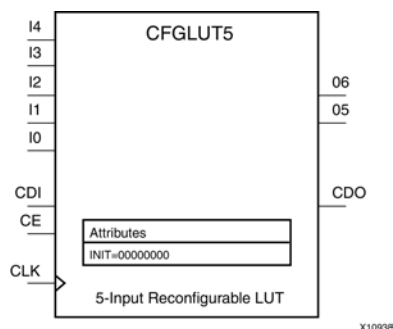 CFGLUT5
I4
I3
I2
I1
I0
CDI
CE
CLK
06
05
CDO
Attributes
INIT=00000000
5-Input Reconfigurable LUT
X10938